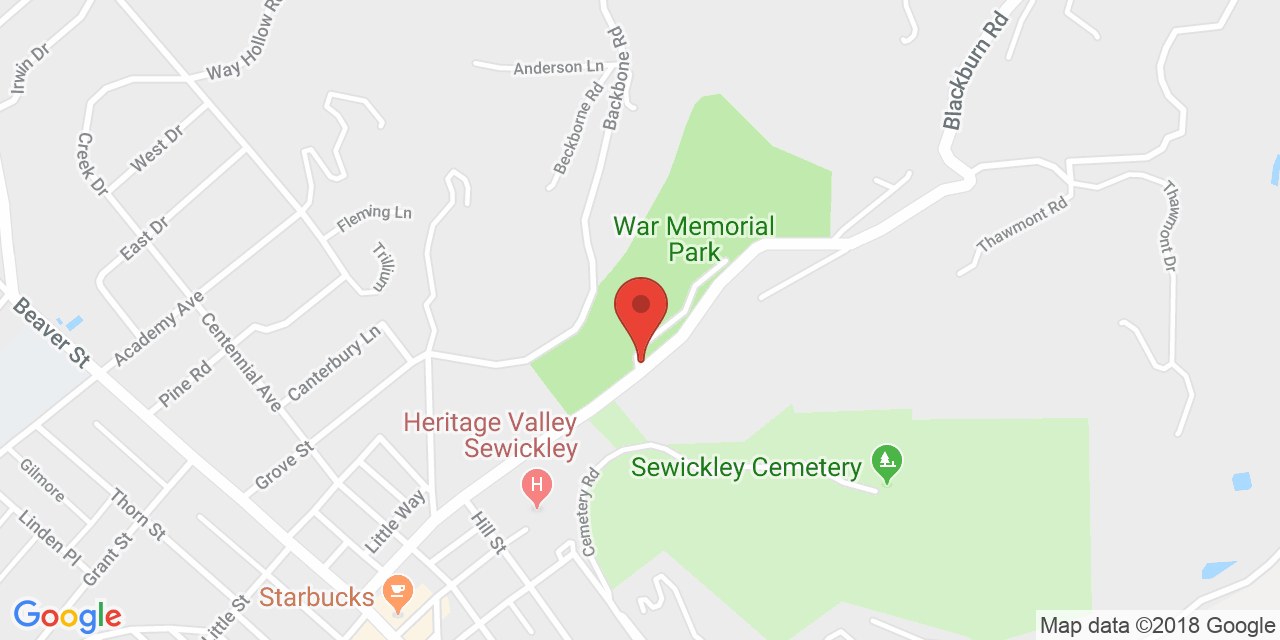 Irwin Dr
Way Hollow Rd
Anderson Ln
Backbone Rd
Beckborne Rd
Blackburn Rd
Creek Dr
West Dr
East Dr
Fleming Ln
Trillium
War Memorial
Park
Thawmont Rd
Thawmont Dr
Beaver St
Academy Ave
Centennial Ave
Canterbury Ln
Pine Rd
Grove St
Heritage Valley
Sewickley
H
Sewickley Cemetery
Cemetery Rd
Gilmore
Linden Pl
Thorn St
Grant St
Little Way
Hill St
Starbucks
Little St
Google
Map data ©2018 Google